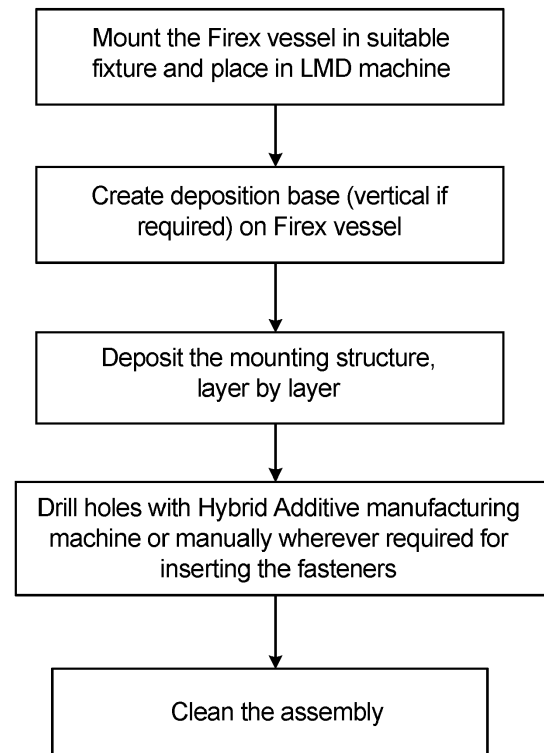 Mount the Firex vessel in suitable
fixture and place in LMD machine
Create deposition base (vertical if
required) on Firex vessel
Deposit the mounting structure,
layer by layer
Drill holes with Hybrid Additive manufacturing
machine or manually wherever required for
inserting the fasteners
Clean the assembly